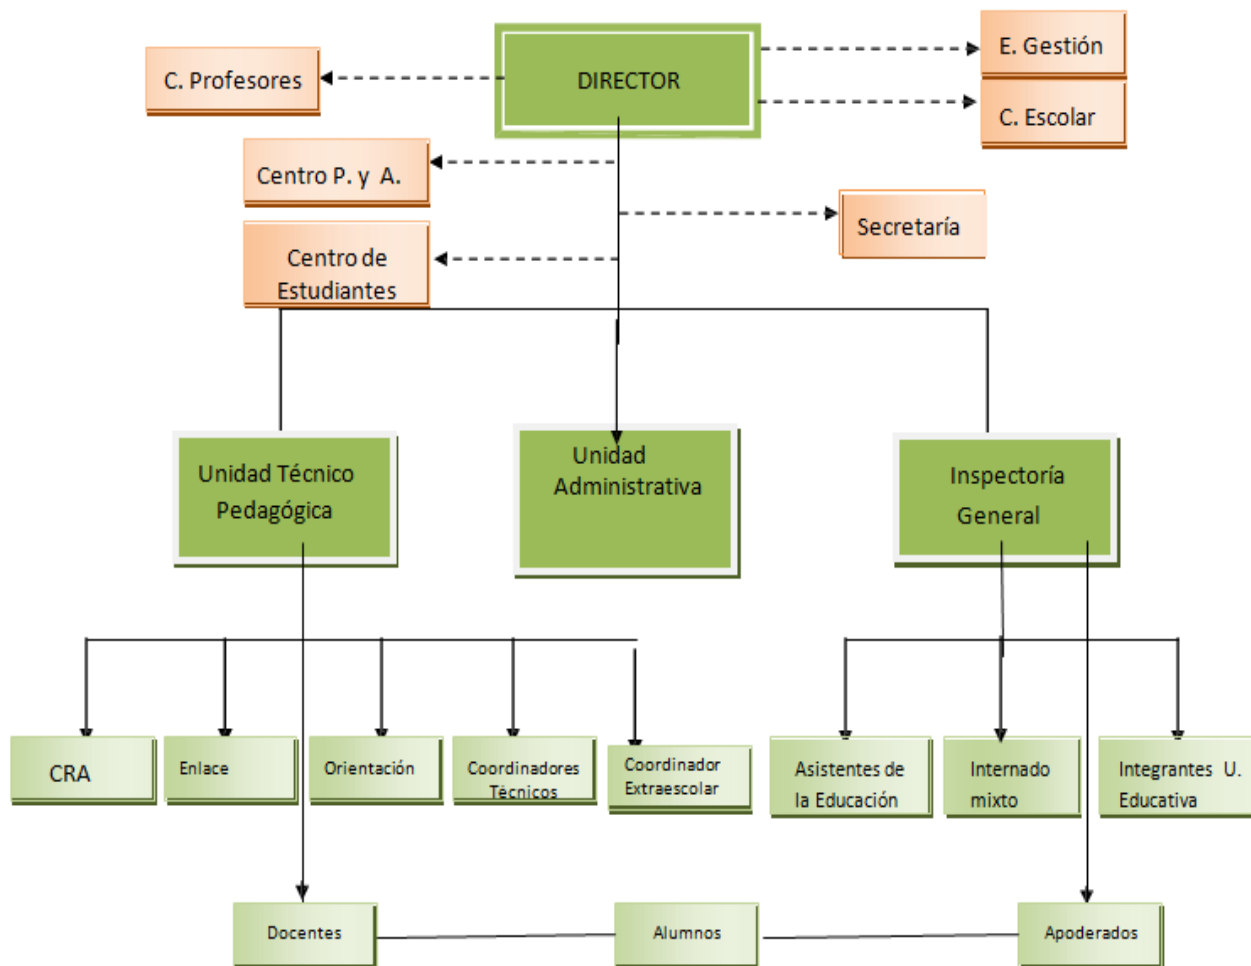 E. Gestión
C. Profesores
DIRECTOR
C. Escolar
Centro P. y A.
Secretaría
Centro de
Estudiantes
Unidad Técnico
Pedagógica
Unidad
Administrativa
Inspectoría
General
CRA
Enlace
Orientación
Coordinadores
Técnicos
Coordinador
Extraescolar
Asistentes de
la Educación
Internado
mixto
Integrantes U.
Educativa
Docentes
Alumnos
Apoderados